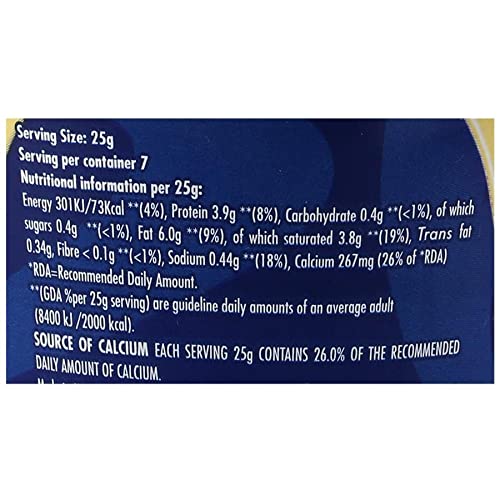 Serving Size: 25g
Serving per container 7
Nutritional information per 25g:
Energy 301KJ/73Kcal **(4%), Protein 3.9g **(8%), Carbohydrate 0.4g **(<1%), of which
sugars 0.4g **(<1%), Fat 6.0g **(9%), of which saturated 3.8g **(19%), Trans fat
0.34g, Fibre < 0.1g **(<1%), Sodium 0.44g **(18%), Calcium 267mg (26% of *RDA)
*RDA=Recommended Daily Amount.
**(GDA %per 25g serving) are guideline daily amounts of an average adult
(8400 kJ /2000 kcal).
SOURCE OF CALCIUM EACH SERVING 25g CONTAINS 26.0% OF THE RECOMMENDED
DAILY AMOUNT OF CALCIUM.